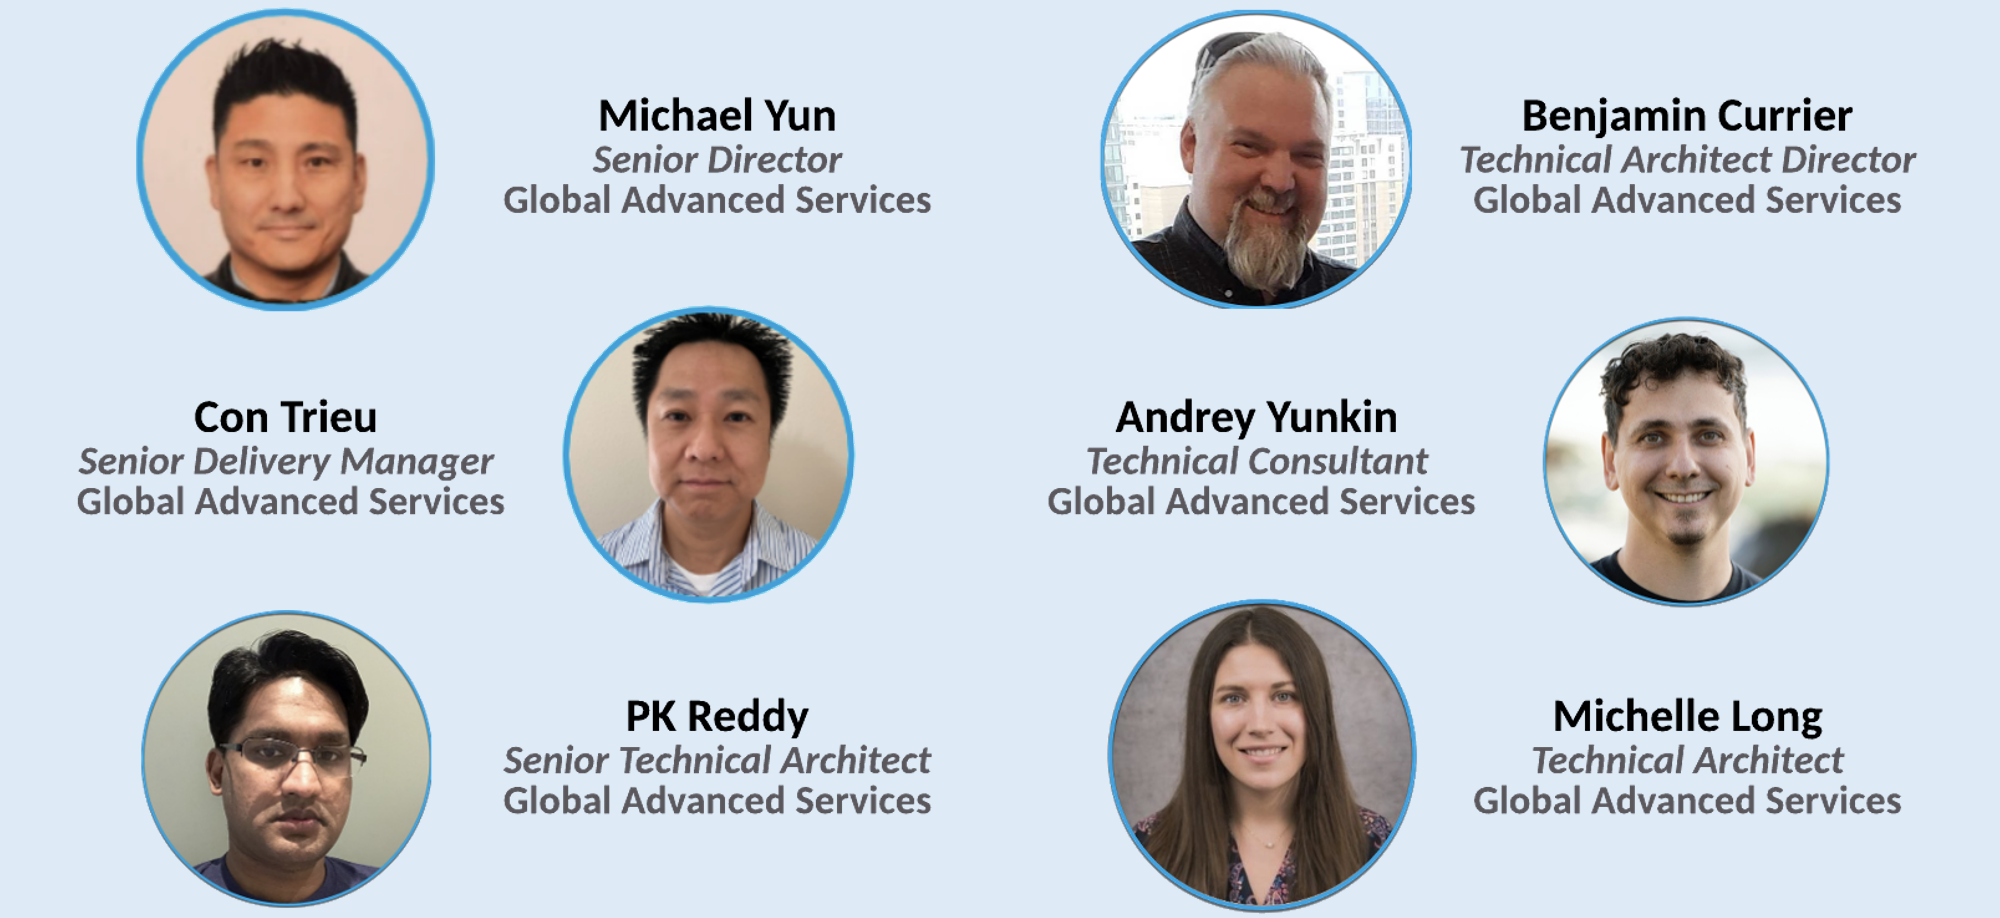 Michael Yun
Senior Director
Global Advanced Services
Benjamin Currier
Technical Architect Director
Global Advanced Services
Con Trieu
Senior Delivery Manager
Global Advanced Services
Andrey Yunkin
Technical Consultant
Global Advanced Services
PK Reddy
Senior Technical Architect
Global Advanced Services
Michelle Long
Technical Architect
Global Advanced Services